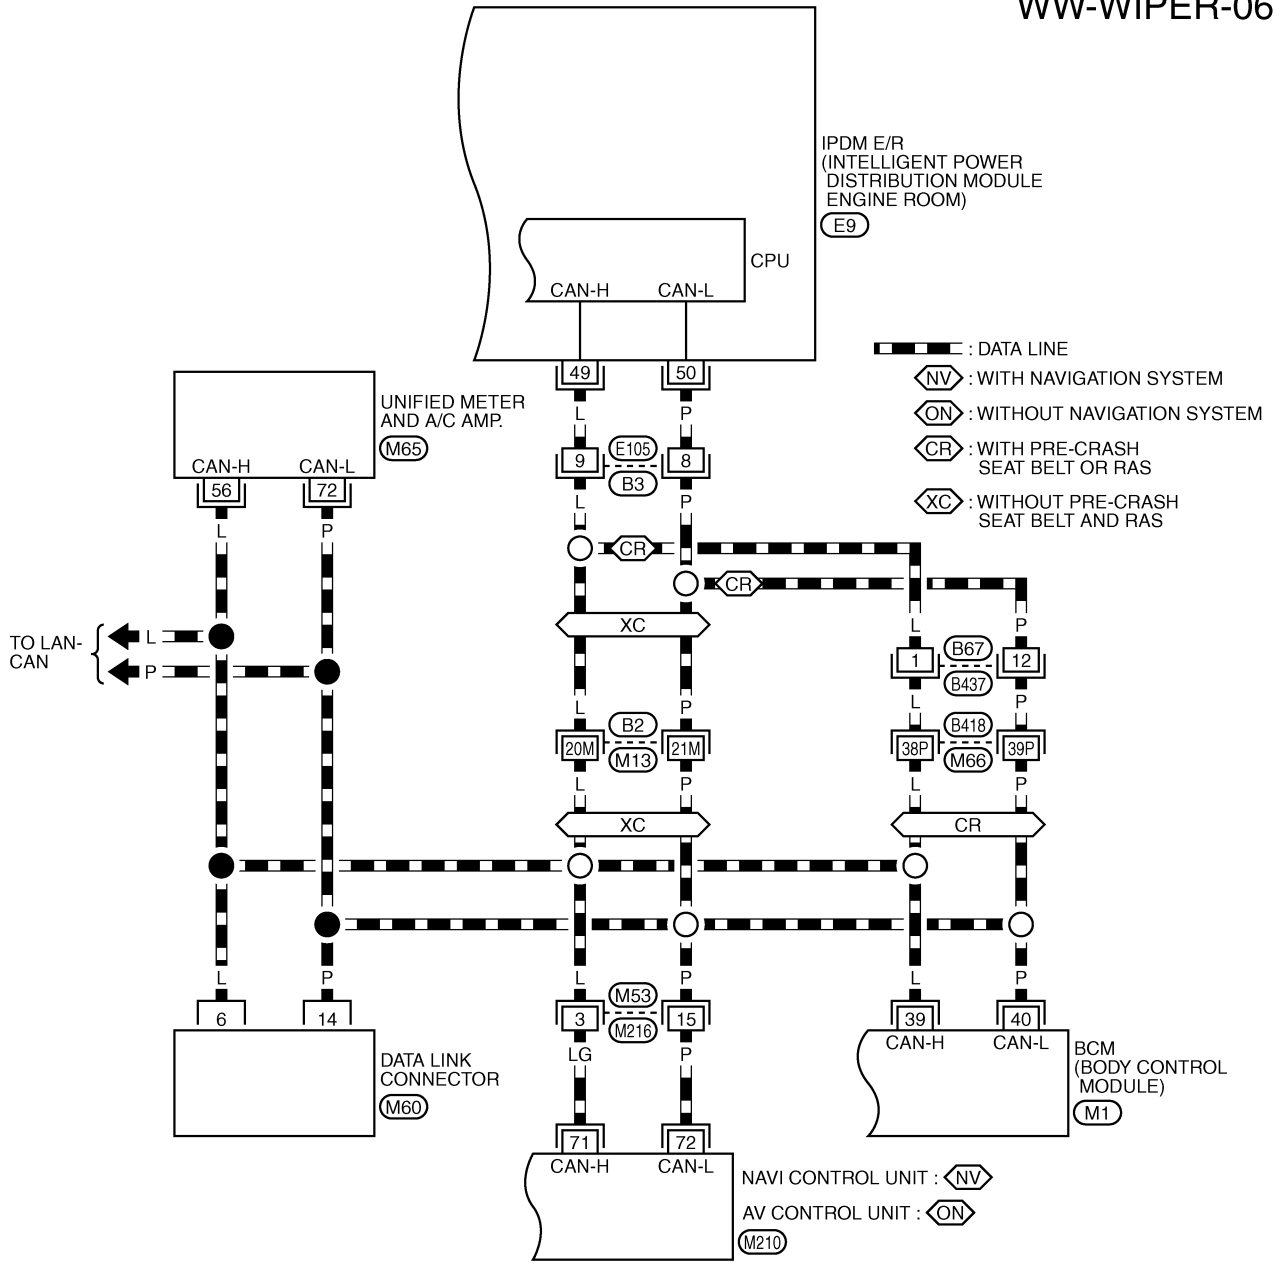 WW-WIPER-06
IPDM E/R
(INTELLIGENT POWER
DISTRIBUTION MODULE
ENGINE ROOM)
E9
CPU
CAN-H CAN-L
49 50
: DATA LINE
NV : WITH NAVIGATION SYSTEM
ON : WITHOUT NAVIGATION SYSTEM
CR : WITH PRE-CRASH
SEAT BELT OR RAS
XC : WITHOUT PRE-CRASH
SEAT BELT AND RAS
UNIFIED METER
AND A/C AMP.
M65
CAN-H CAN-L
56 72
L P
L P
9 E105 8
B3
L P
CR
CR
XC
TO LAN-
CAN
L
P
L P
1 B67 12
B437
L P
L P
20M B2 21M
M13
38P B418 39P
M66
L P
L P
XC
CR
L P
L P
L P
6 14
3 M53 15
M216
39 40
CAN-H CAN-L
LG P
DATA LINK
CONNECTOR
M60
BCM
(BODY CONTROL
MODULE)
M1
71 72
CAN-H CAN-L
NAVI CONTROL UNIT : NV
AV CONTROL UNIT : ON
M210